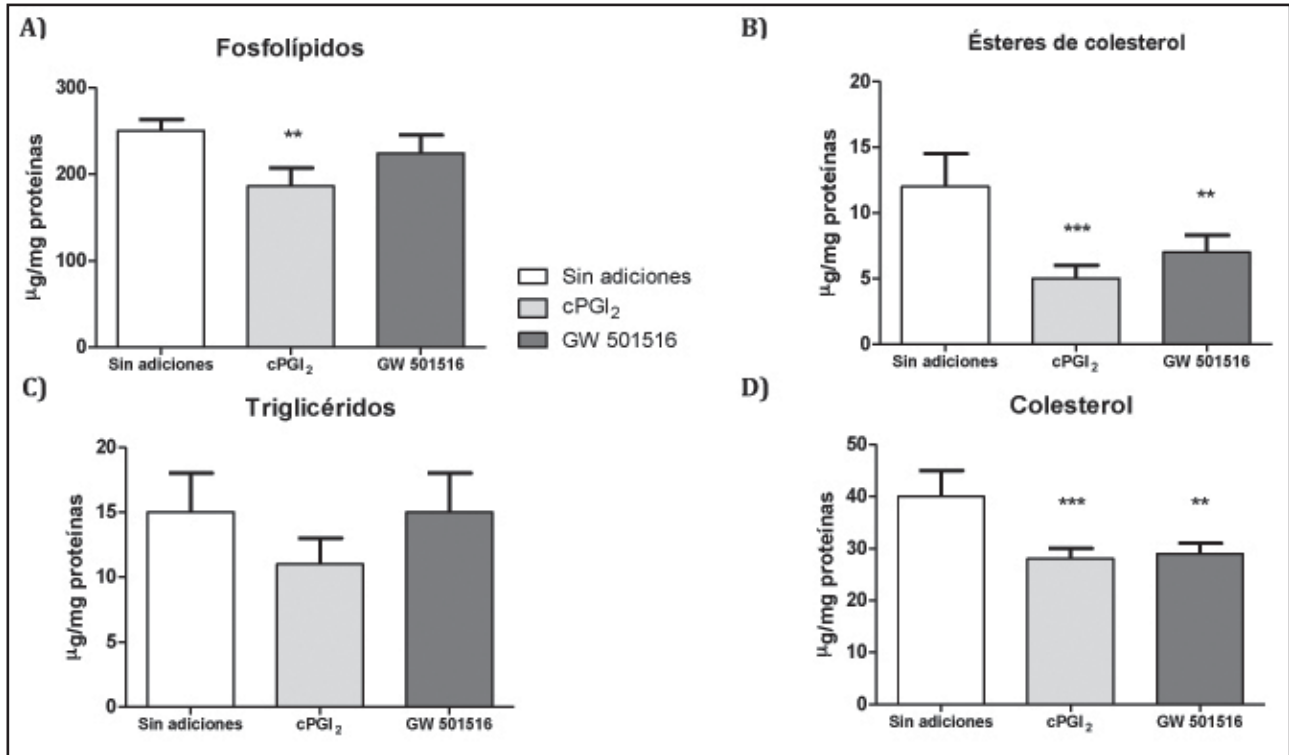 A)
Fosfolípidos
300
200
100
0
µg/mg proteínas
**
Sin adiciones
cPGI₂
GW 501516
Sin adiciones
cPGI₂
GW 501516
B)
Ésteres de colesterol
20
15
10
5
0
µg/mg proteínas
***
**
Sin adiciones
cPGI₂
GW 501516
C)
Triglicéridos
20
15
10
5
0
µg/mg proteínas
Sin adiciones
cPGI₂
GW 501516
D)
Colesterol
50
40
30
20
10
0
µg/mg proteínas
***
**
Sin adiciones
cPGI₂
GW 501516